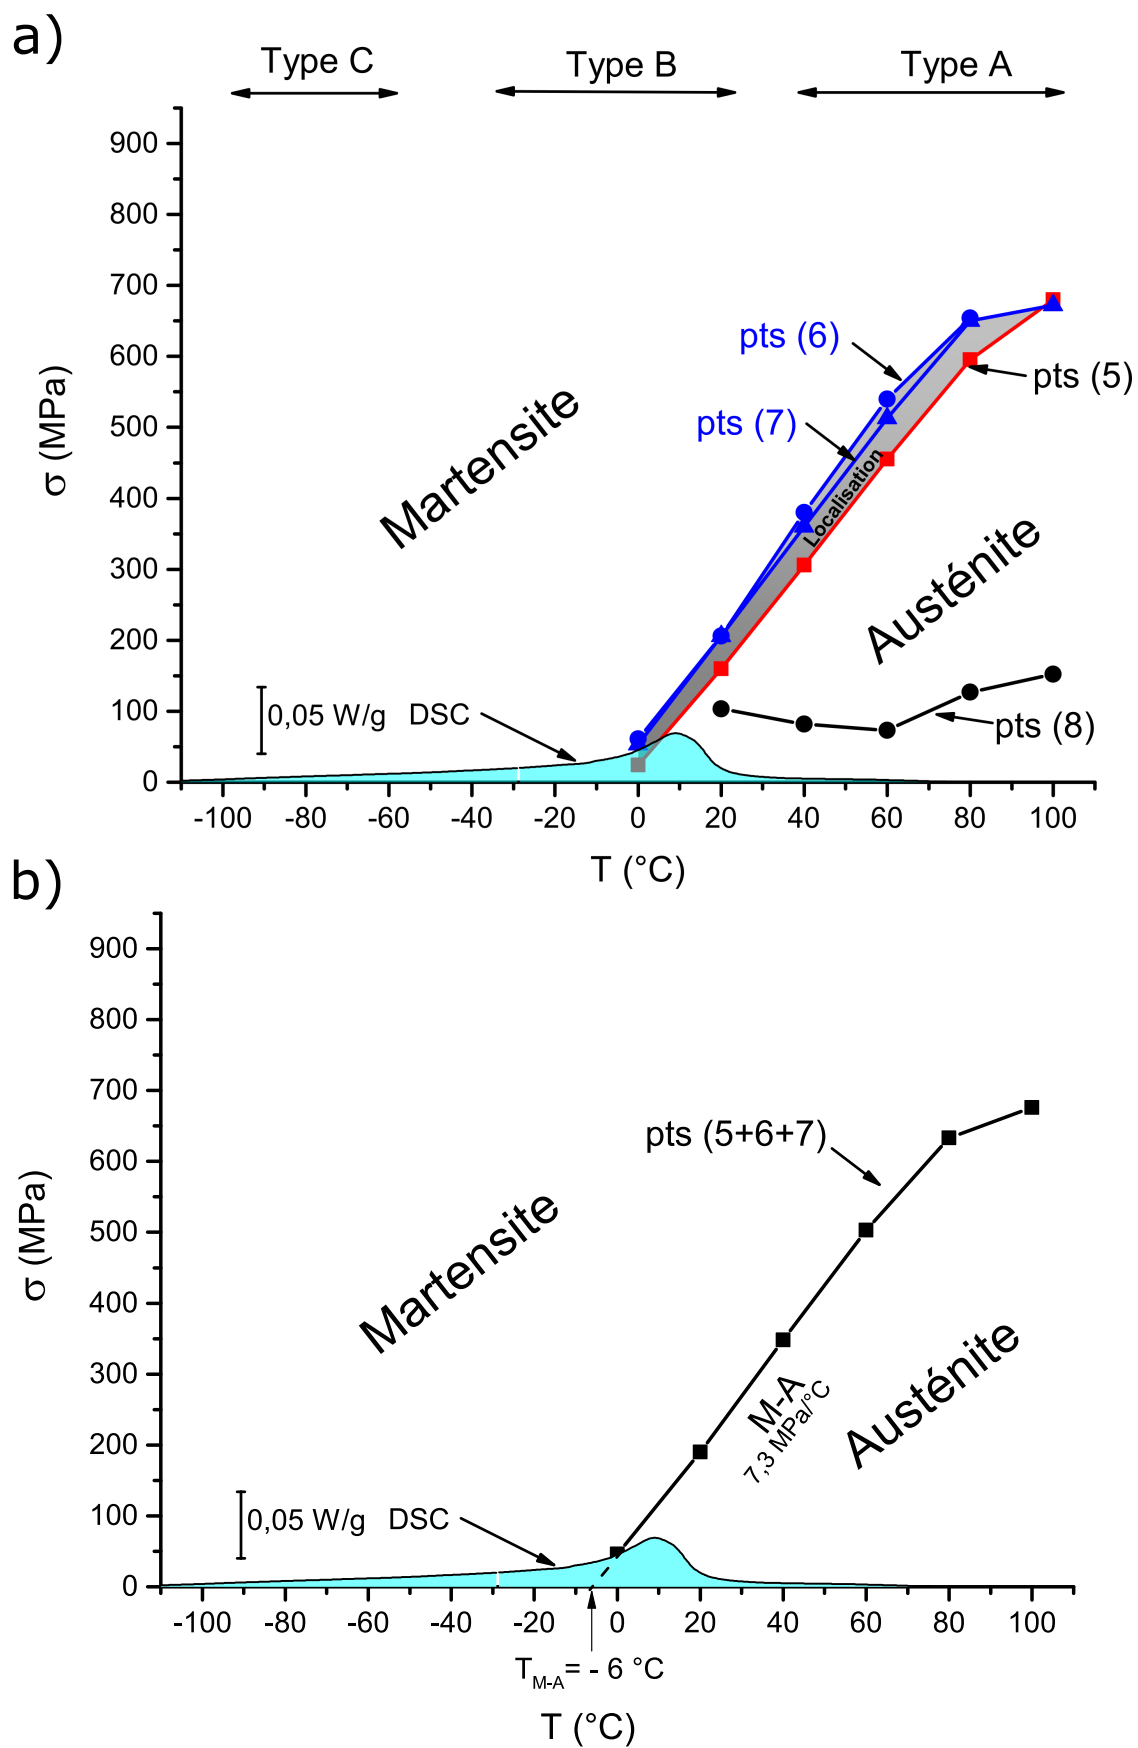 a)
Type C
Type B
Type A
900
800
700
600
500
400
300
200
100
0
σ (MPa)
Martensite
pts (6)
pts (5)
pts (7)
Localisation
Austénite
pts (8)
0,05 W/g DSC
-100 -80 -60 -40 -20 0 20 40 60 80 100
T (°C)
b)
900
800
700
600
500
400
300
200
100
0
σ (MPa)
Martensite
pts (5+6+7)
M-A
7,3 MPa/°C
Austénite
0,05 W/g DSC
-100 -80 -60 -40 -20 0 20 40 60 80 100
TM-A= - 6 °C
T (°C)